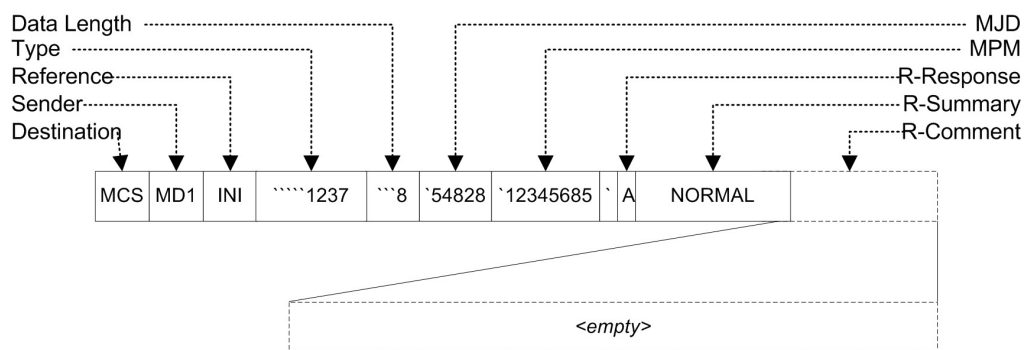 Data Length
Type
Reference
Sender
Destination
MJD
MPM
R-Response
R-Summary
R-Comment
MCS MD1 INI `````1237 ```8 `54828 `12345685 ` A NORMAL
<empty>